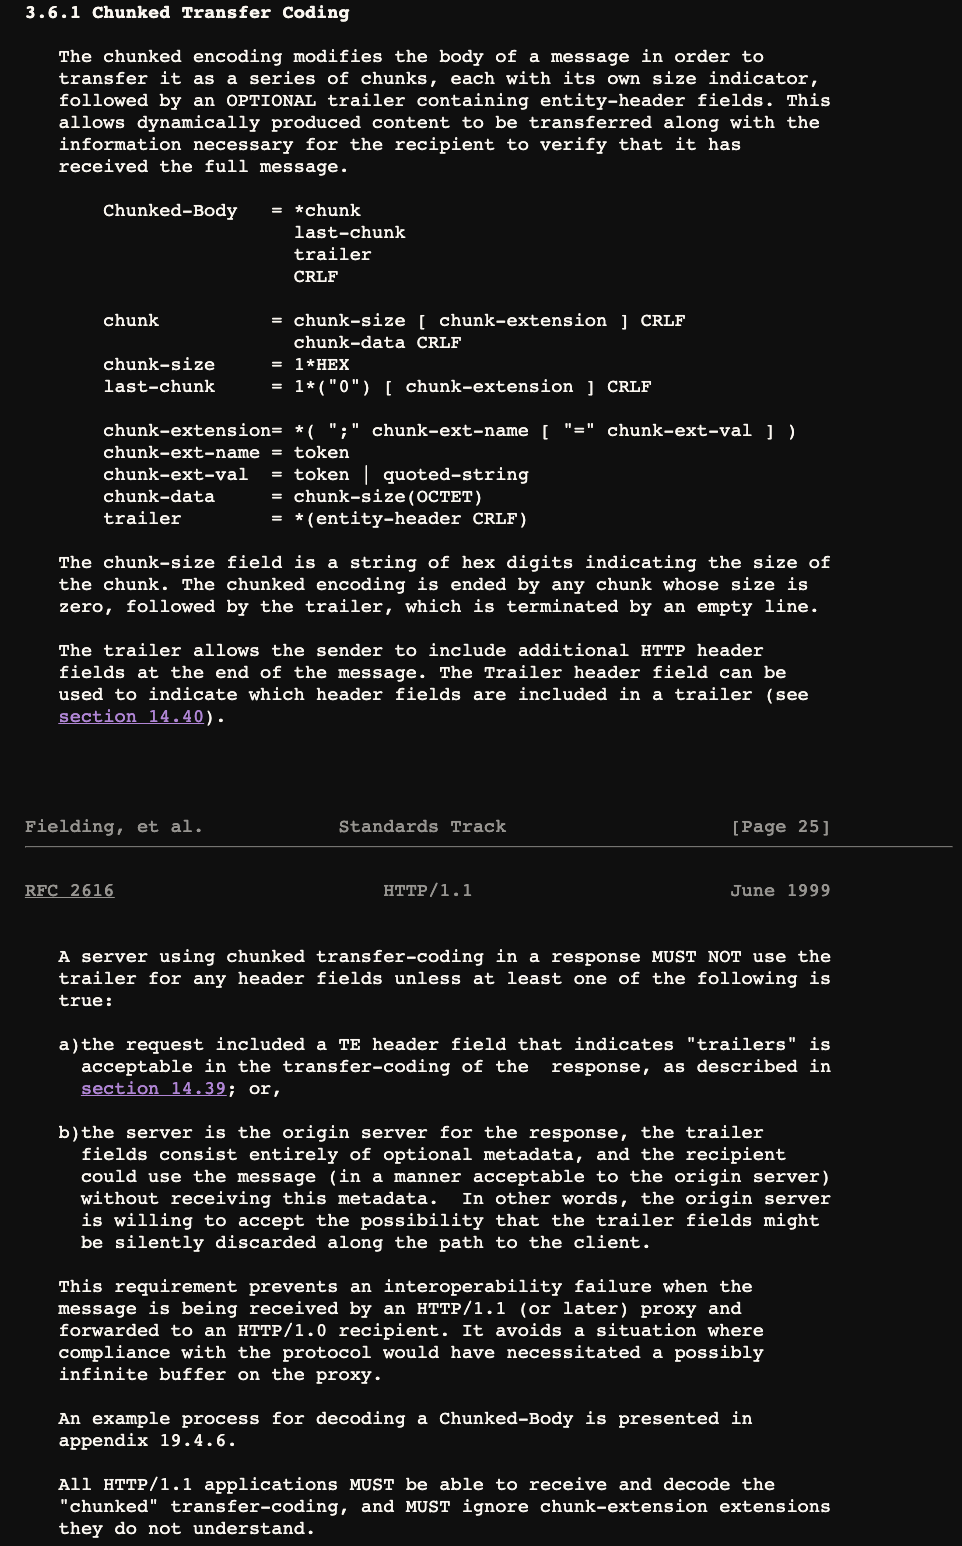 3.6.1 Chunked Transfer Coding
The chunked encoding modifies the body of a message in order to
transfer it as a series of chunks, each with its own size indicator,
followed by an OPTIONAL trailer containing entity-header fields. This
allows dynamically produced content to be transferred along with the
information necessary for the recipient to verify that it has
received the full message.
Chunked-Body   = *chunk
last-chunk
trailer
CRLF
chunk          = chunk-size [ chunk-extension ] CRLF
chunk-data CRLF
chunk-size     = 1*HEX
last-chunk     = 1*("0") [ chunk-extension ] CRLF
chunk-extension= *( ";" chunk-ext-name [ "=" chunk-ext-val ] )
chunk-ext-name = token
chunk-ext-val  = token | quoted-string
chunk-data     = chunk-size(OCTET)
trailer        = *(entity-header CRLF)
The chunk-size field is a string of hex digits indicating the size of
the chunk. The chunked encoding is ended by any chunk whose size is
zero, followed by the trailer, which is terminated by an empty line.
The trailer allows the sender to include additional HTTP header
fields at the end of the message. The Trailer header field can be
used to indicate which header fields are included in a trailer (see
section 14.40).
Fielding, et al.            Standards Track                    [Page 25]
RFC 2616                        HTTP/1.1                       June 1999
A server using chunked transfer-coding in a response MUST NOT use the
trailer for any header fields unless at least one of the following is
true:
a)the request included a TE header field that indicates "trailers" is
acceptable in the transfer-coding of the  response, as described in
section 14.39; or,
b)the server is the origin server for the response, the trailer
fields consist entirely of optional metadata, and the recipient
could use the message (in a manner acceptable to the origin server)
without receiving this metadata.  In other words, the origin server
is willing to accept the possibility that the trailer fields might
be silently discarded along the path to the client.
This requirement prevents an interoperability failure when the
message is being received by an HTTP/1.1 (or later) proxy and
forwarded to an HTTP/1.0 recipient. It avoids a situation where
compliance with the protocol would have necessitated a possibly
infinite buffer on the proxy.
An example process for decoding a Chunked-Body is presented in
appendix 19.4.6.
All HTTP/1.1 applications MUST be able to receive and decode the
"chunked" transfer-coding, and MUST ignore chunk-extension extensions
they do not understand.